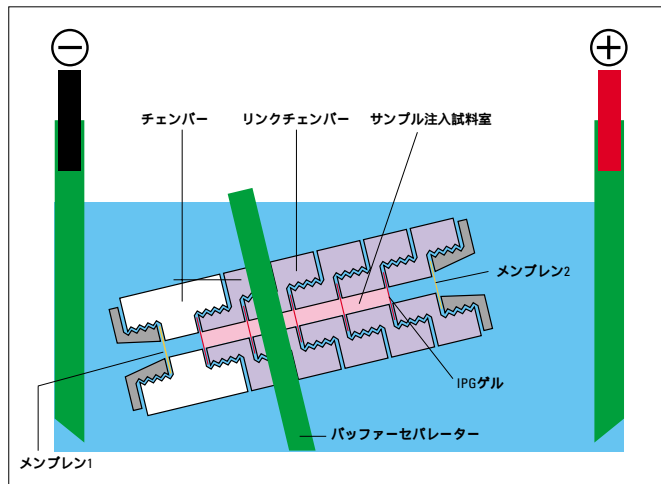 − +
チェンバー リンクチェンバー サンプル注入試料室
メンブレン2
IPGゲル
バッファーセパレーター
メンブレン1